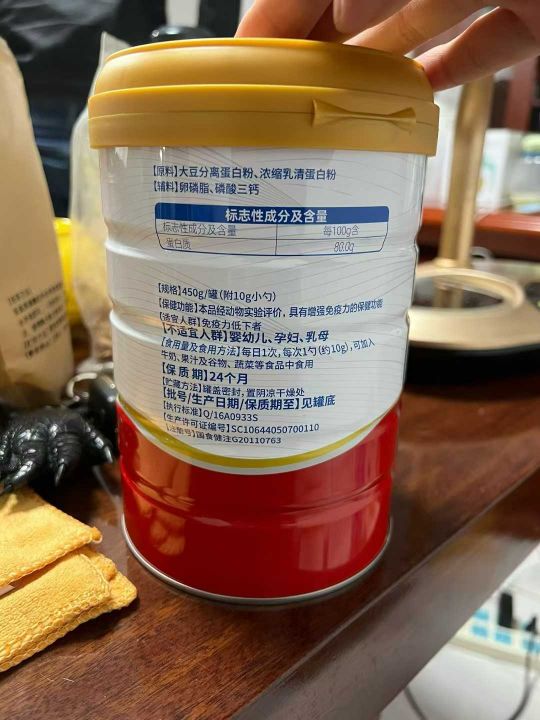 【原料】大豆分离蛋白粉、浓缩乳清蛋白粉
【辅料】卵磷脂、磷酸三钙
标志性成分及含量
标志性成分及含量 每100g含
蛋白质 80.0g
【规格】450g/罐（附10g小勺）
【保健功能】本品经动物实验评价，具有增强免疫力的保健功能
【适宜人群】免疫力低下者
【不适宜人群】婴幼儿、孕妇、乳母
【食用量及食用方法】每日1次，每次1勺（约10g），可加入
牛奶、果汁及谷物、蔬菜等食品中食用
【保 质 期】24个月
【贮藏方法】罐盖密封，置阴凉干燥处
【批号/生产日期/保质期至】见罐底
【执行标准】Q/16A0933S
【生产许可证编号】SC10644050700110
【注册号】国食健注G20110763